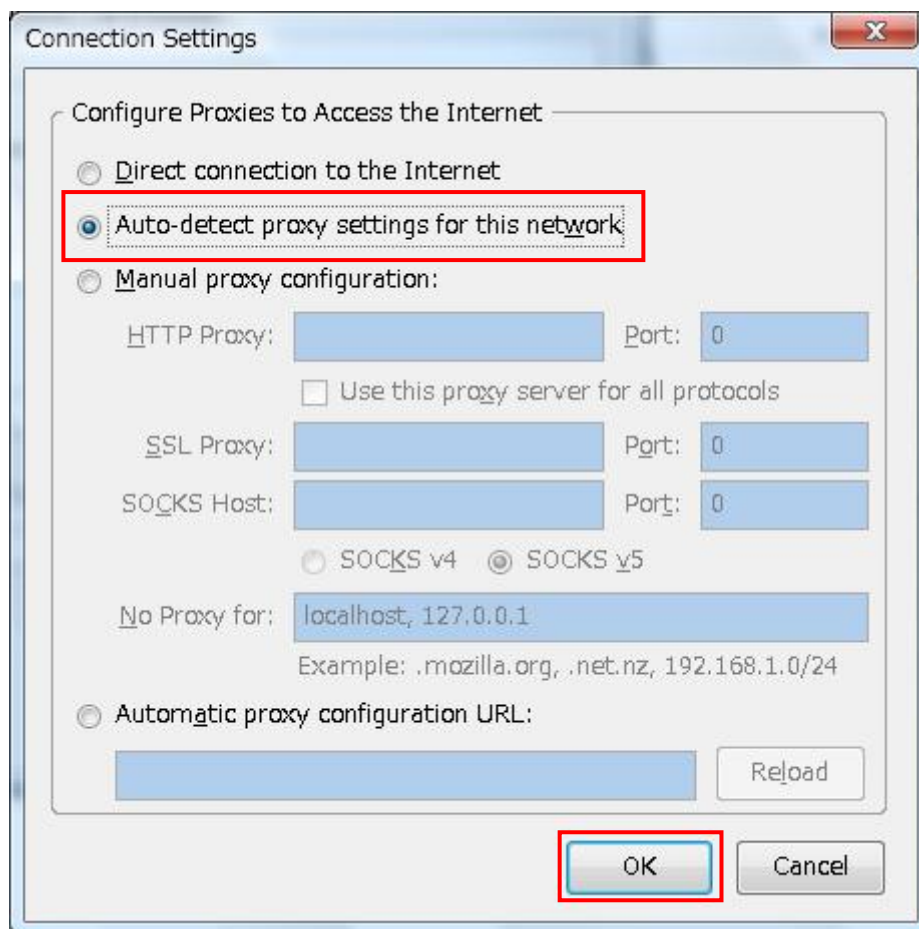 Connection Settings
Configure Proxies to Access the Internet
Direct connection to the Internet
Auto-detect proxy settings for this network
Manual proxy configuration:
HTTP Proxy: Port: 0
Use this proxy server for all protocols
SSL Proxy: Port: 0
SOCKS Host: Port: 0
SOCKS v4 SOCKS v5
No Proxy for: localhost, 127.0.0.1
Example: .mozilla.org, .net.nz, 192.168.1.0/24
Automatic proxy configuration URL:
Reload
OK Cancel